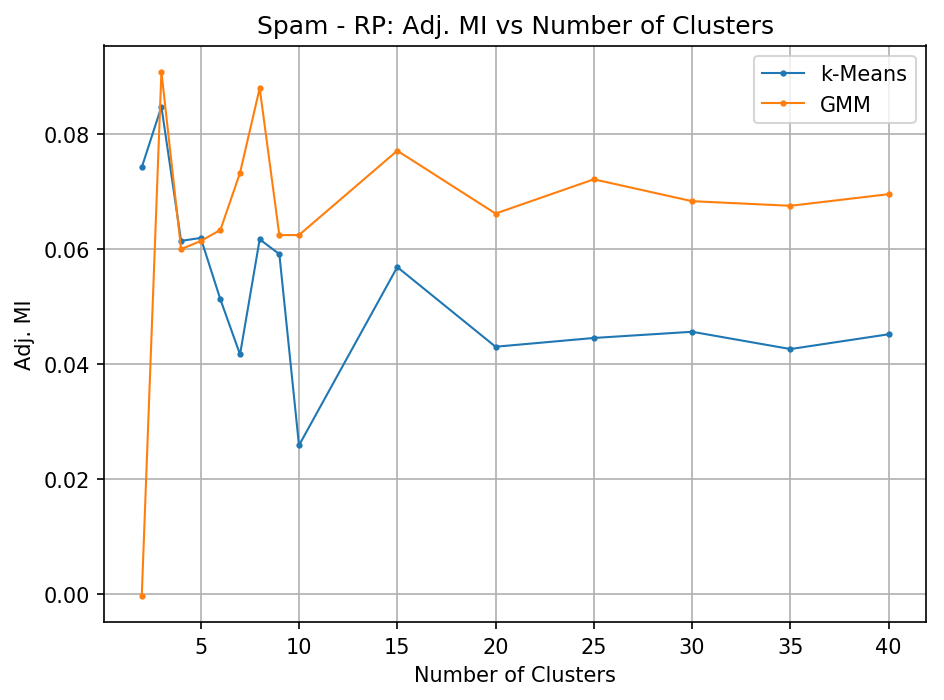 Spam - RP: Adj. MI vs Number of Clusters
k-Means
GMM
Adj. MI
0.08
0.06
0.04
0.02
0.00
5 10 15 20 25 30 35 40
Number of Clusters